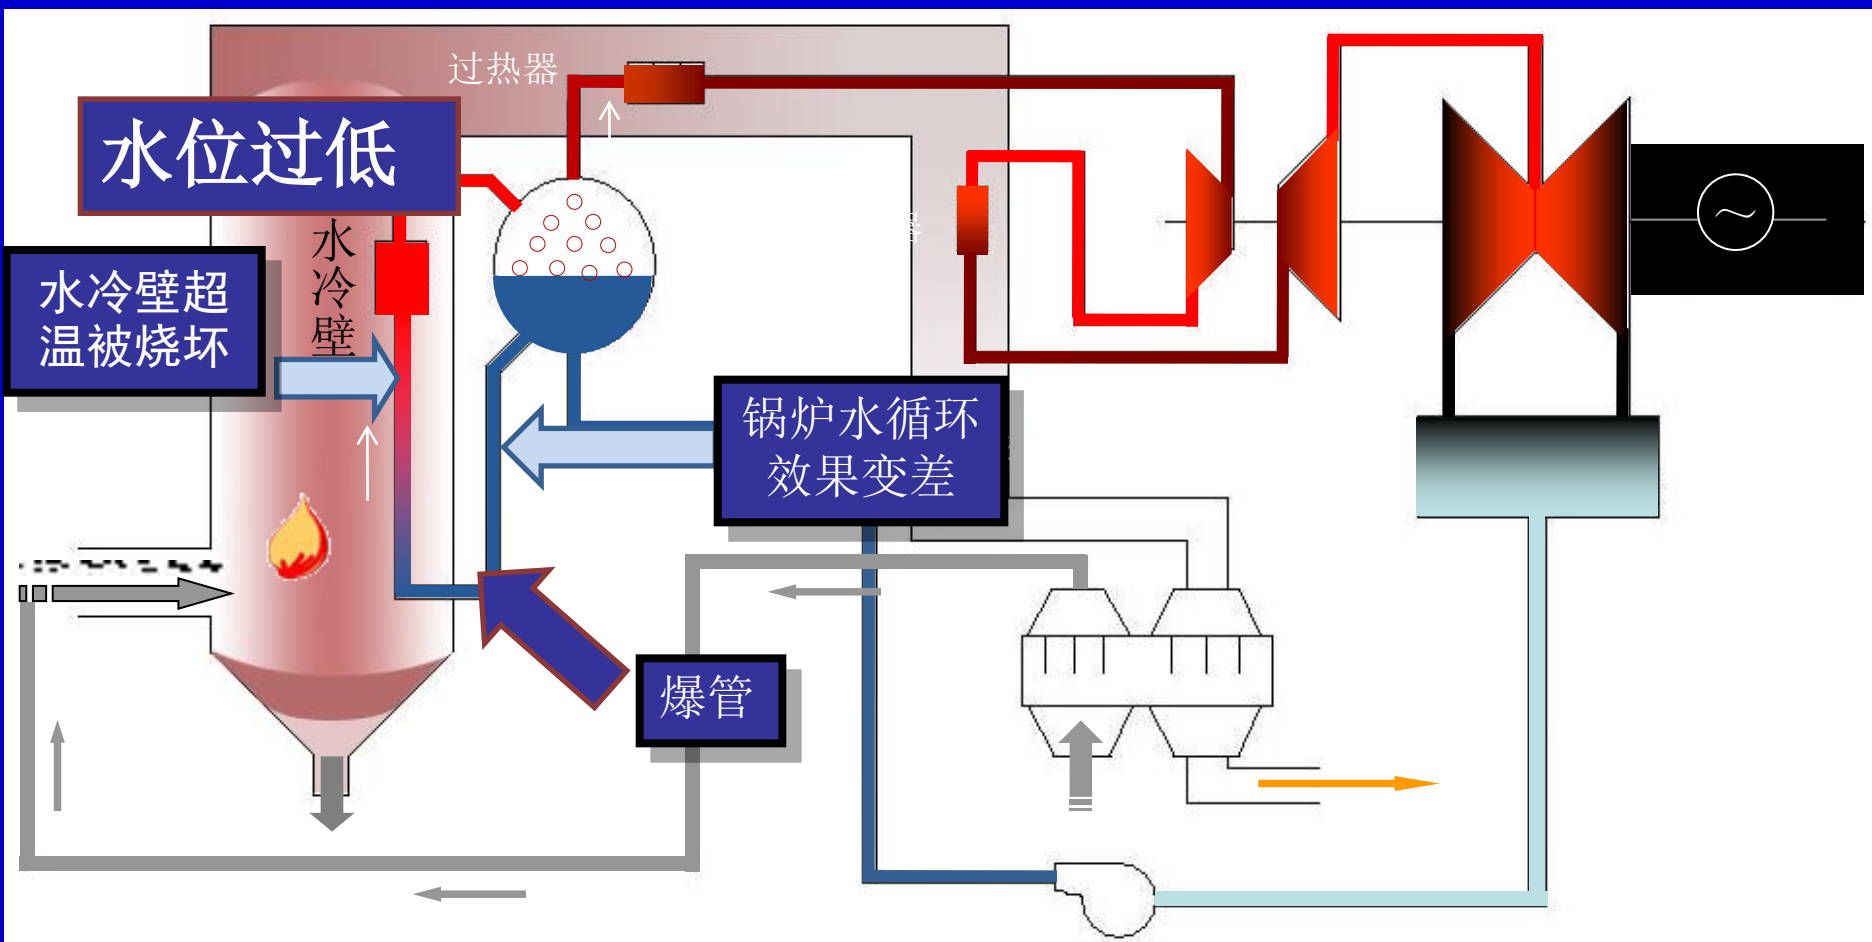 过热器
水位过低
水冷壁
水冷壁超
温被烧坏
锅炉水循环
效果变差
爆管